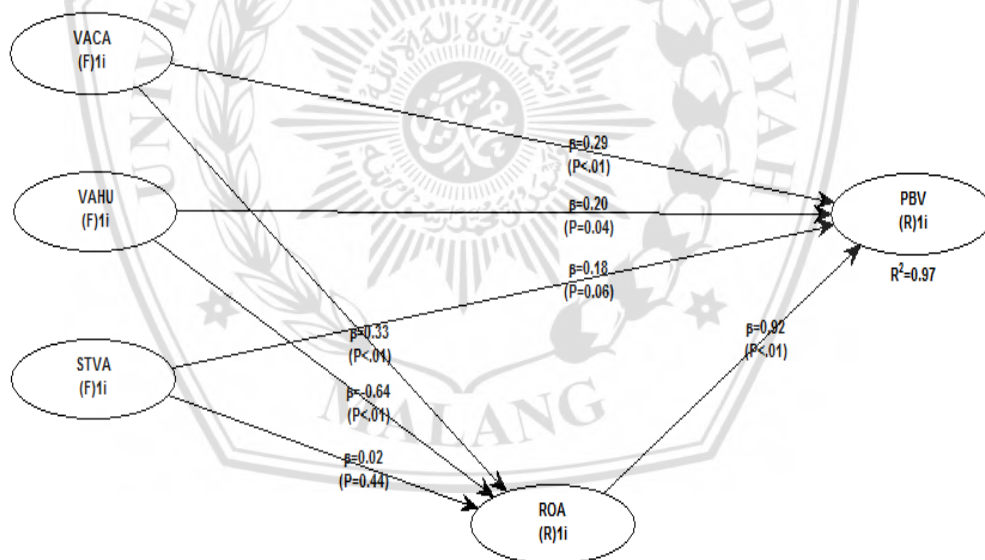 VACA
(F)1i
β=0.29
(P<.01)
VAHU
(F)1i
β=0.20
(P=0.04)
PBV
(R)1i
R²=0.97
β=0.18
(P=0.06)
STVA
(F)1i
β=0.33
(P<.01)
β=0.92
(P<.01)
β=-0.64
(P<.01)
β=0.02
(P=0.44)
ROA
(R)1i
UNIVE
DIYAH
MALANG